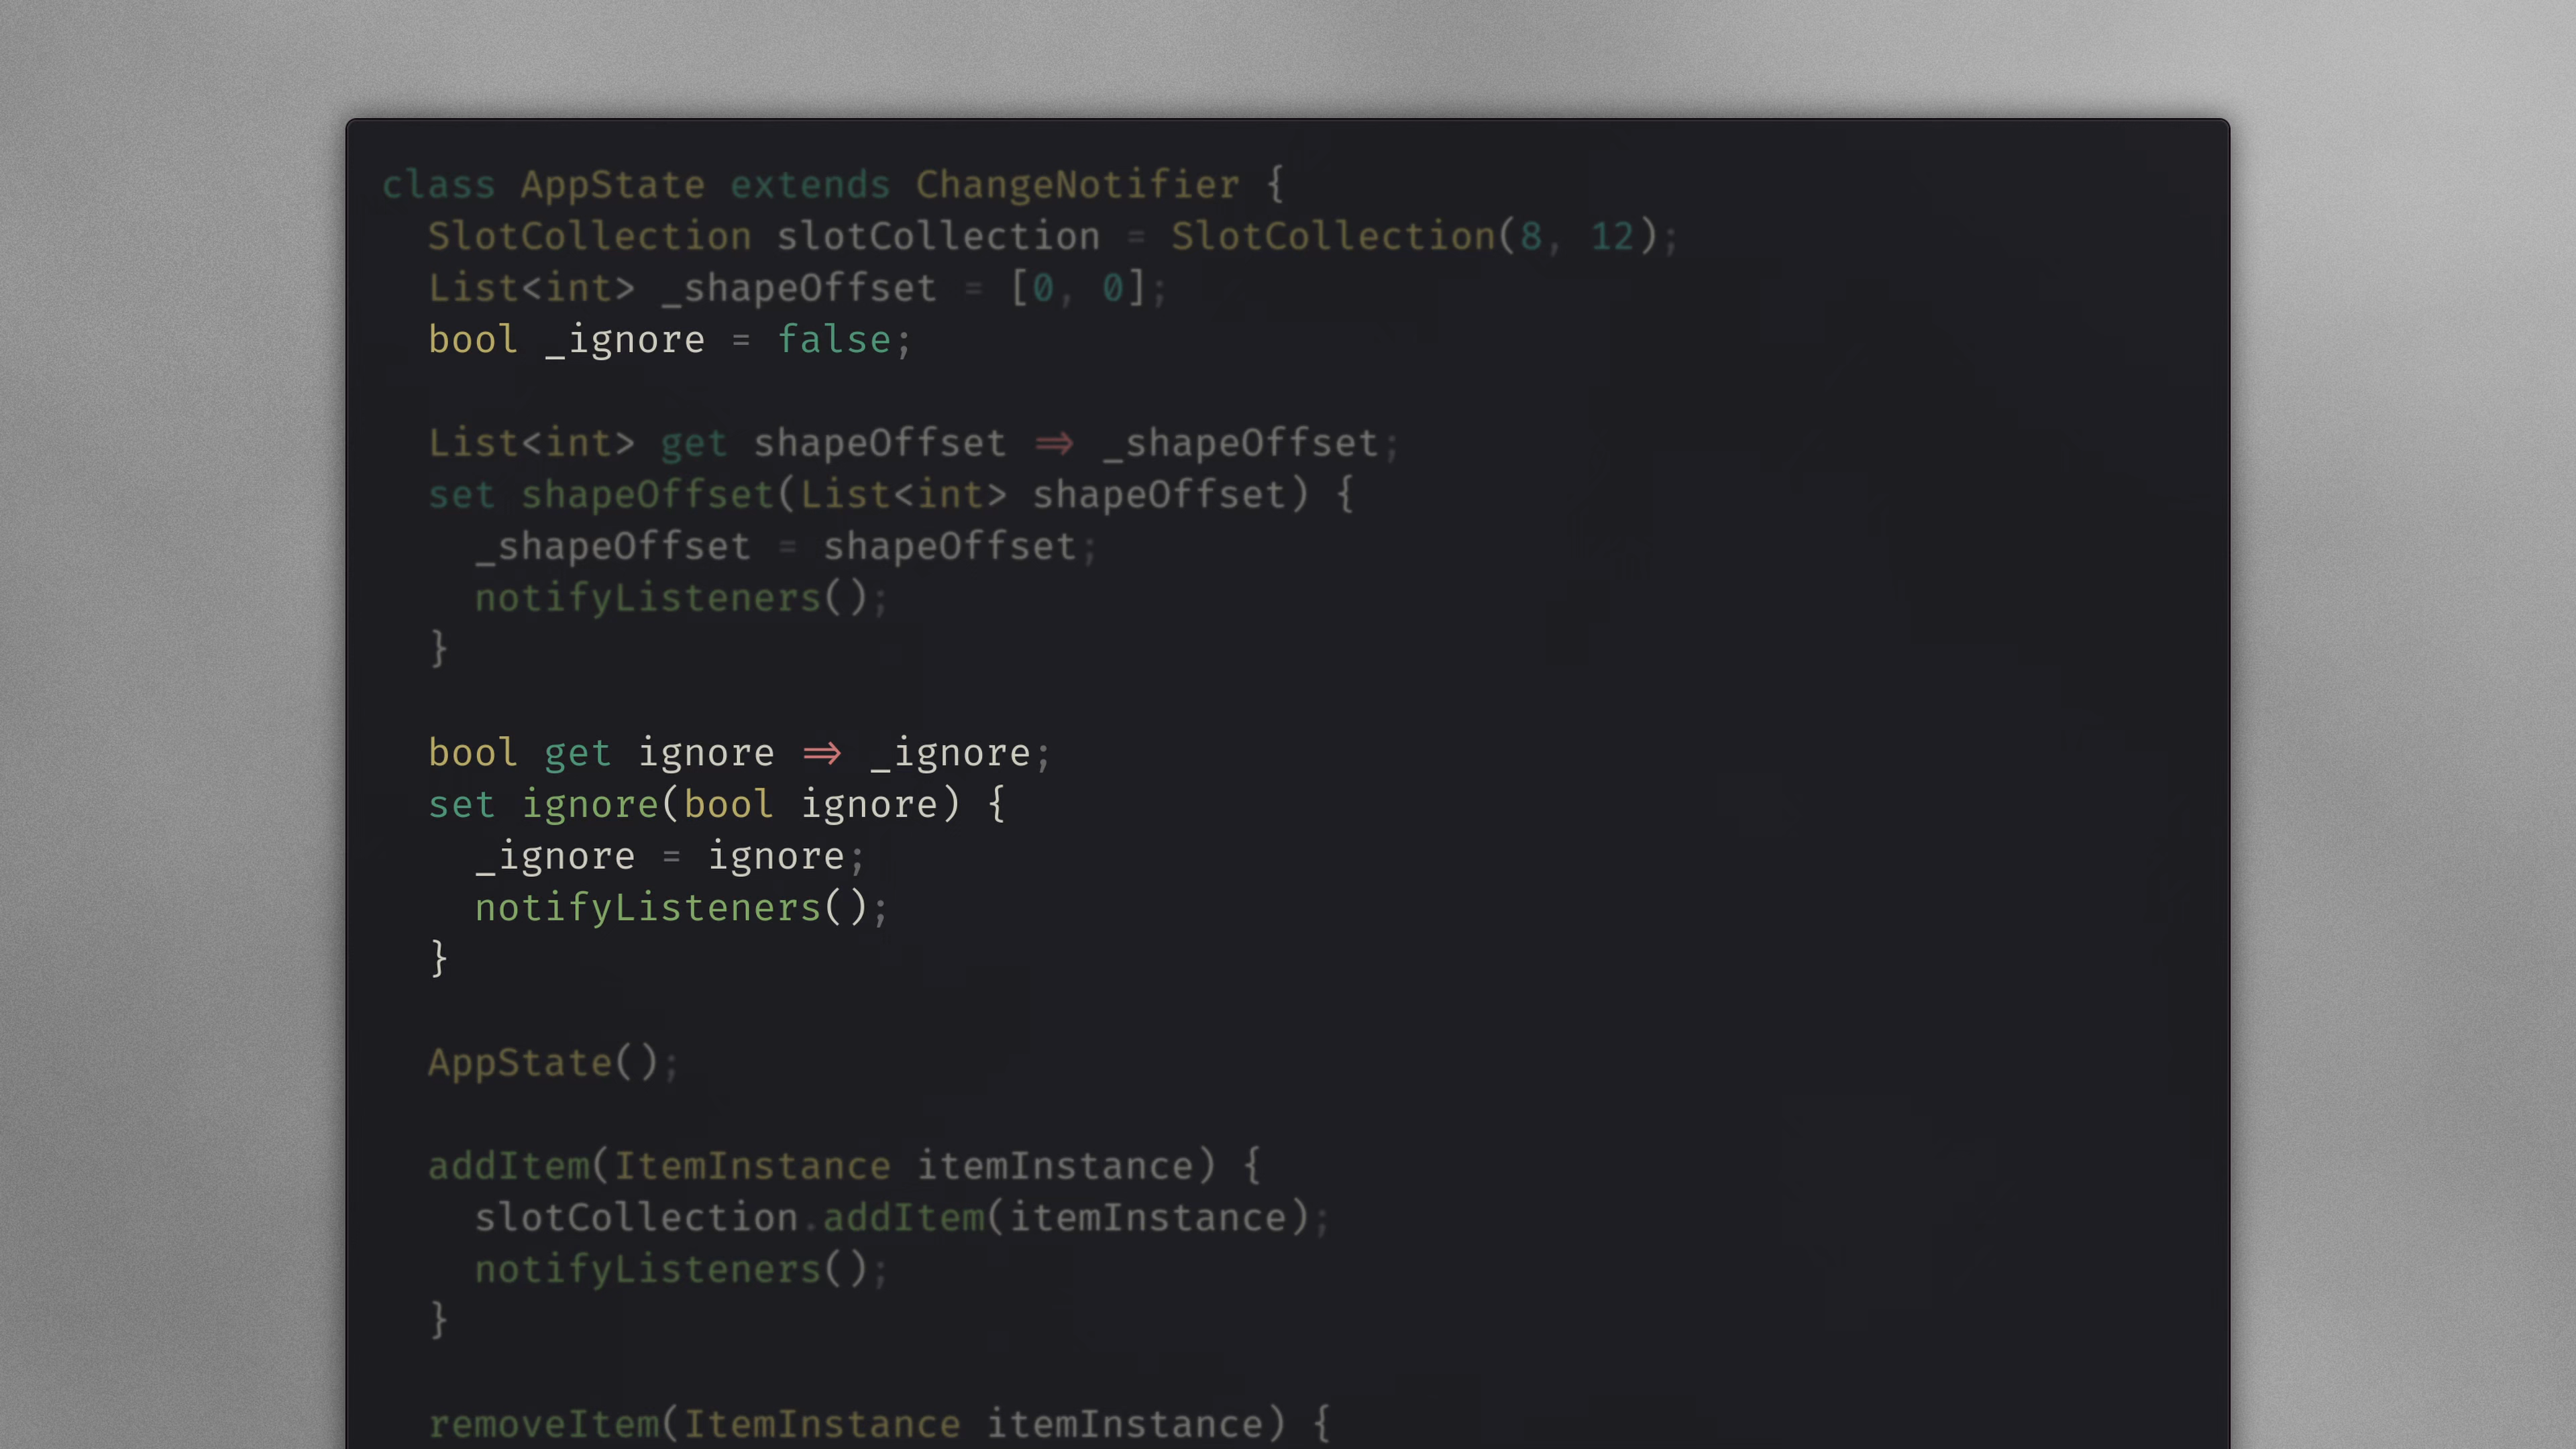 class AppState extends ChangeNotifier {
  SlotCollection slotCollection = SlotCollection(8, 12);
  List<int> _shapeOffset = [0, 0];
  bool _ignore = false;

  List<int> get shapeOffset => _shapeOffset;
  set shapeOffset(List<int> shapeOffset) {
    _shapeOffset = shapeOffset;
    notifyListeners();
  }

  bool get ignore => _ignore;
  set ignore(bool ignore) {
    _ignore = ignore;
    notifyListeners();
  }

  AppState();

  addItem(ItemInstance itemInstance) {
    slotCollection.addItem(itemInstance);
    notifyListeners();
  }

  removeItem(ItemInstance itemInstance) {